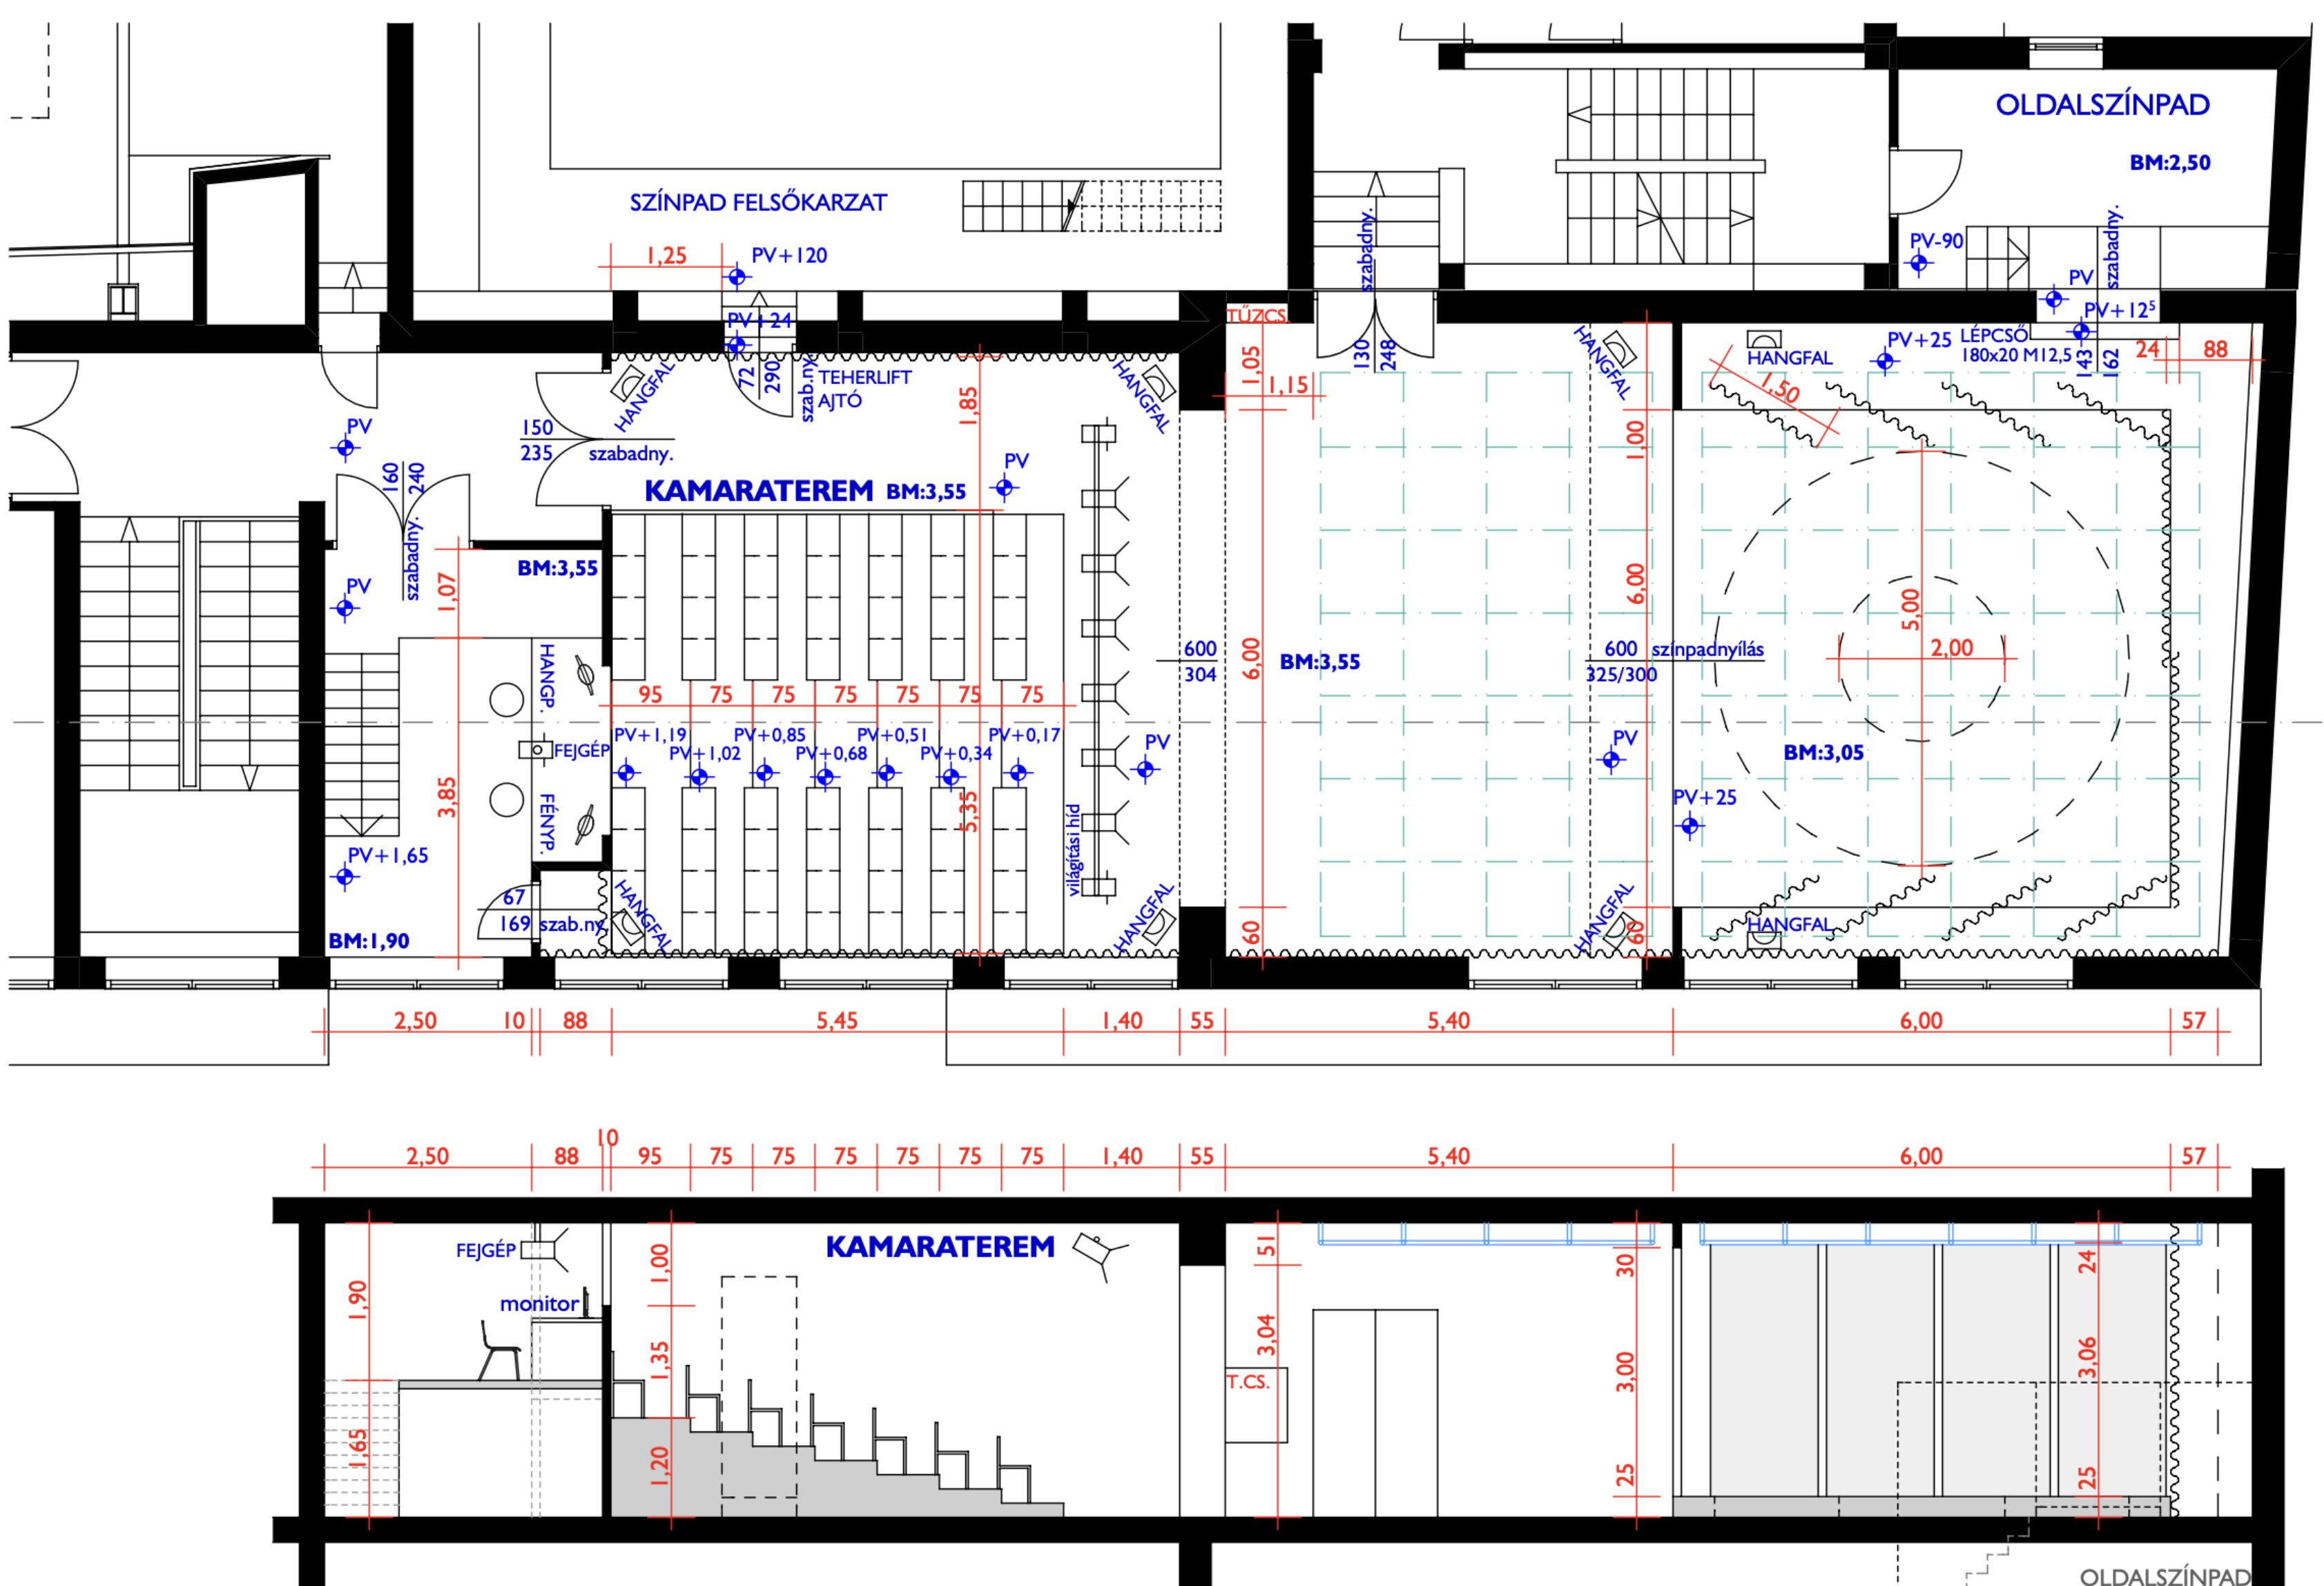 OLDALSZÍNPAD
BM:2,50
SZÍNPAD FELSŐKARZAT
szabadny.
szabadny.
PV-90
1,25
PV+120
PV
PV+12⁵
TŰZCS.
PV+24
HANGFAL
PV+25
LÉPCSŐ
180x20 M12,5
24
88
HANGFAL
130
248
143
162
1,05
1,15
1,50
72
290
szab.ny.
TEHERLIFT
AJTÓ
HANGFAL
HANGFAL
1,85
PV
150
235
szabadny.
1,00
160
240
szabadny.
KAMARATEREM
BM:3,55
PV
BM:3,55
PV
1,07
6,00
5,00
HANGP.
600
304
6,00
BM:3,55
600
színpadnyílás
325/300
2,00
95
75
75
75
75
75
75
PV+1,19
PV+1,02
PV+0,85
PV+0,68
PV+0,51
PV+0,34
PV+0,17
PV
PV
BM:3,05
FEJGÉP
3,85
FÉNYP.
5,35
világítási híd
PV+25
PV+1,65
67
169
szab.ny.
HANGFAL
HANGFAL
HANGFAL
HANGFAL
60
60
BM:1,90
2,50
10
88
5,45
1,40
55
5,40
6,00
57
10
2,50
88
95
75
75
75
75
75
75
1,40
55
5,40
6,00
57
FEJGÉP
1,00
KAMARATEREM
51
30
24
1,90
monitor
1,35
3,04
3,00
3,06
T.CS.
1,65
1,20
25
25
OLDALSZÍNPAD